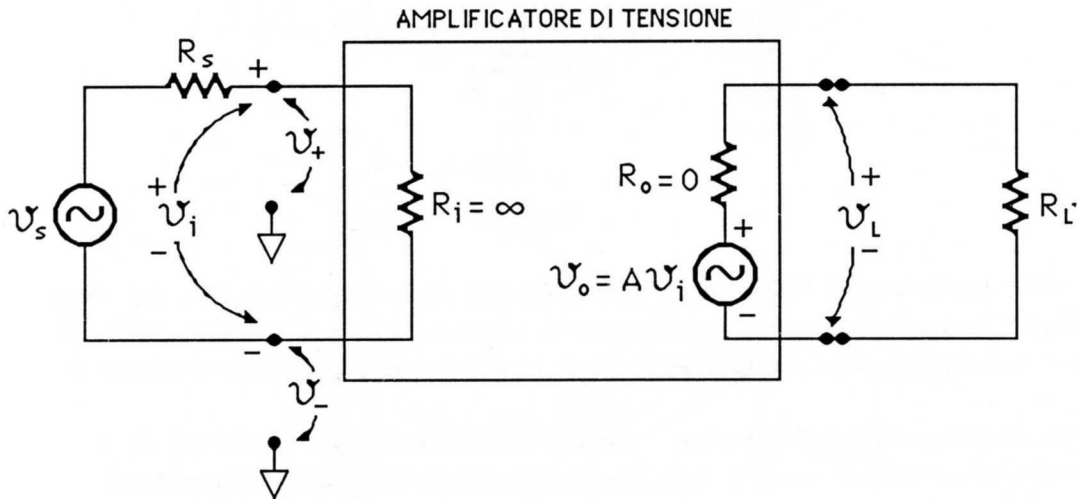 AMPLIFICATORE DI TENSIONE
Rs
+
v+
+
vi
-
vs
Ri = ∞
-
v-
Ro = 0
+
vo = A vi
-
+
vL
-
RL